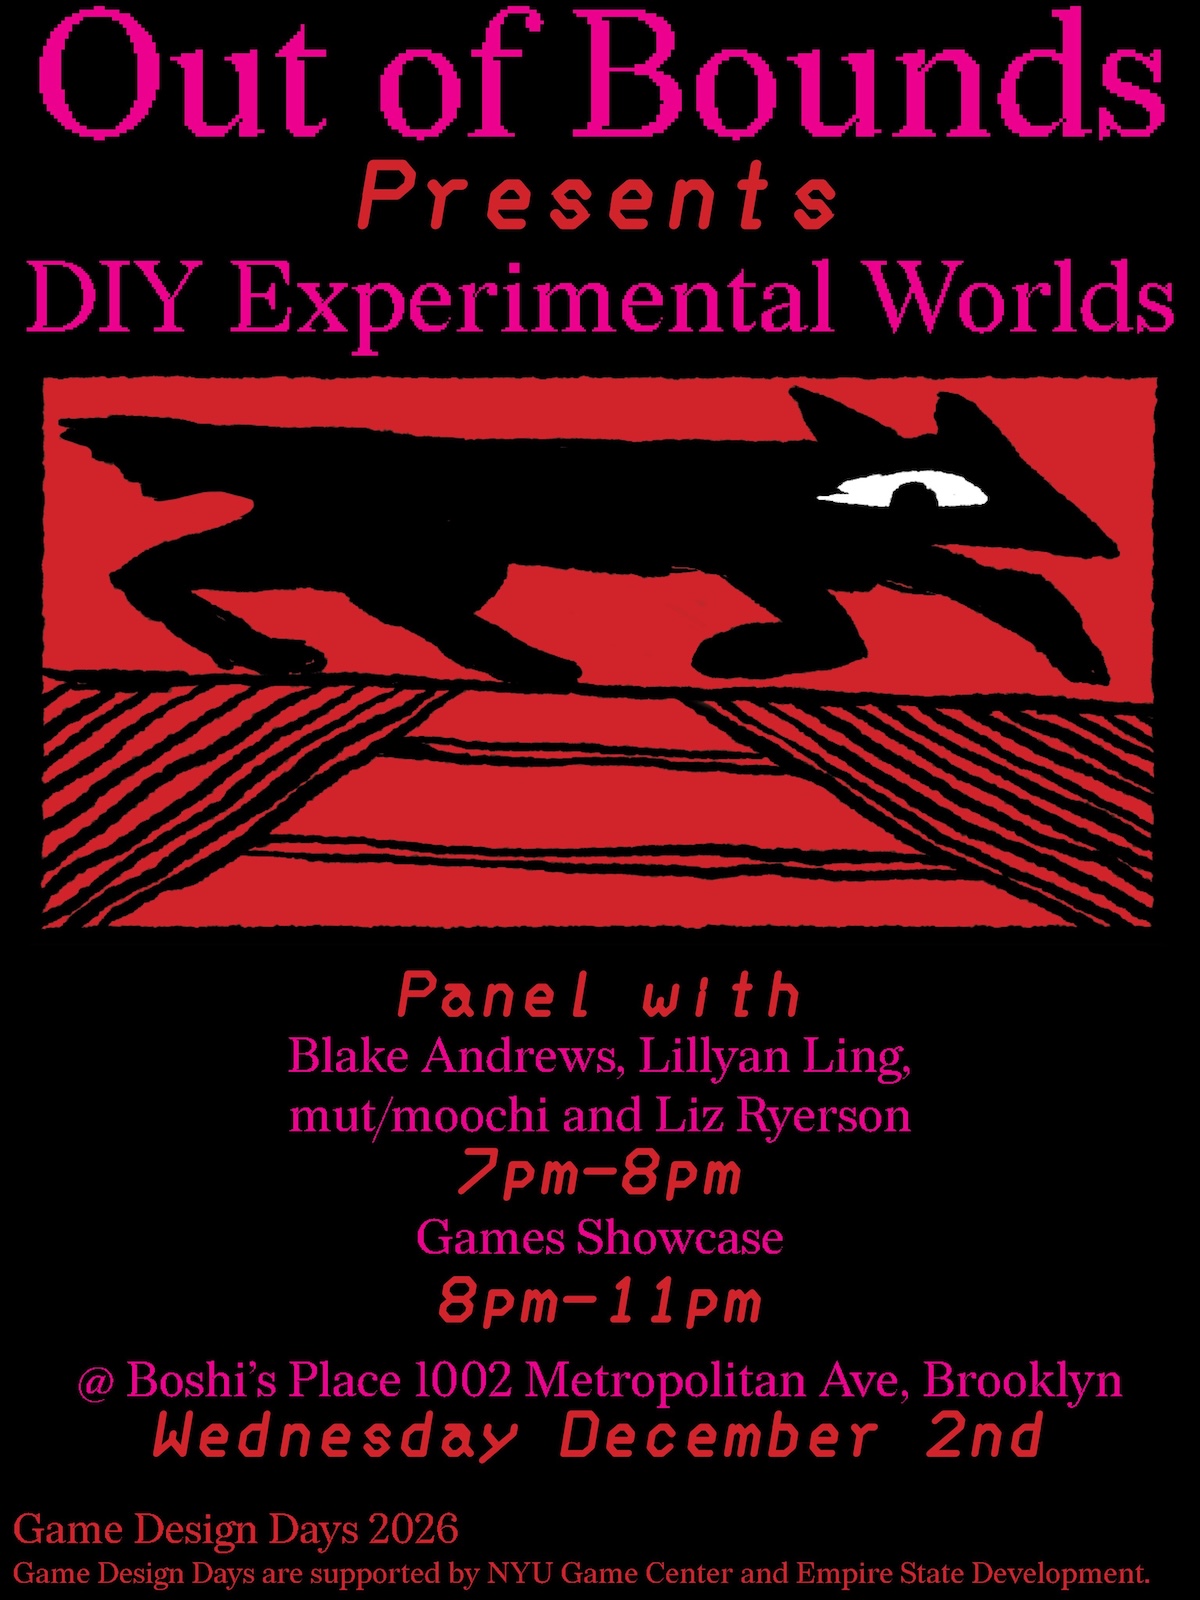 Out of Bounds
Presents
DIY Experimental Worlds
Panel with
Blake Andrews, Lillyan Ling,
mut/moochi and Liz Ryerson
7pm-8pm
Games Showcase
8pm-11pm
@ Boshi’s Place 1002 Metropolitan Ave, Brooklyn
Wednesday December 2nd
Game Design Days 2026
Game Design Days are supported by NYU Game Center and Empire State Development.